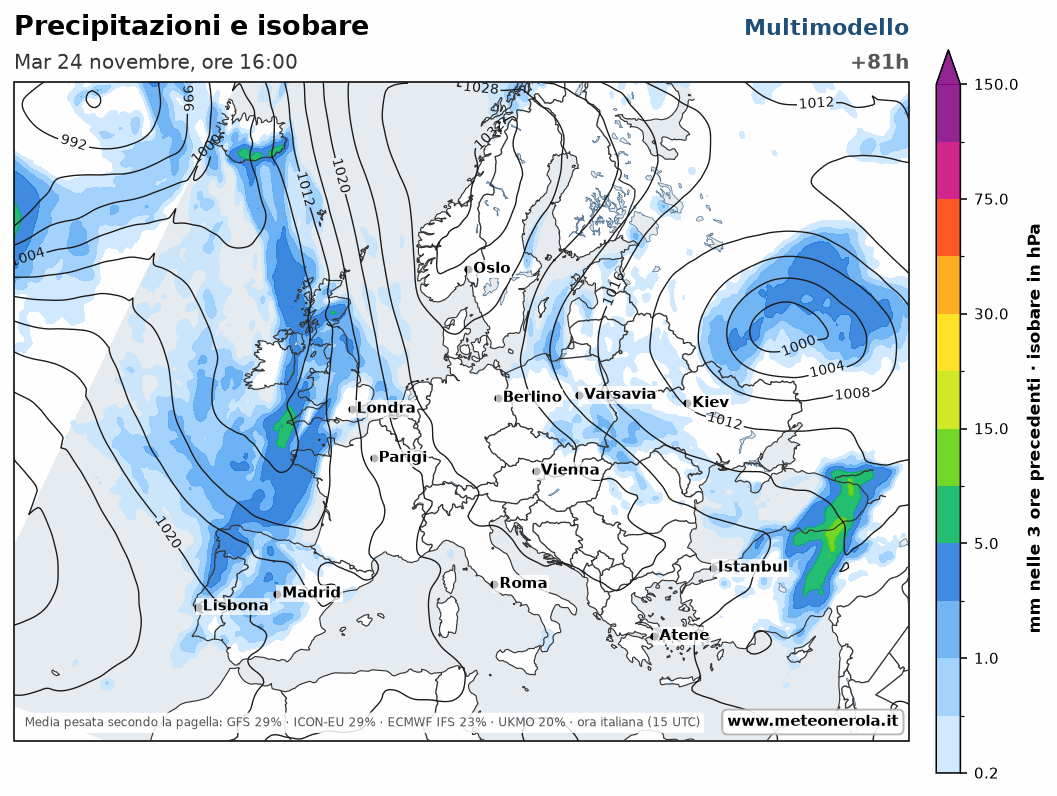 Precipitazioni e isobare
Multimodello
Mar 24 novembre, ore 16:00
+81h
1028
1012
996
992
1000
1032
1020
1012
1004
1016
1000
1004
1008
1012
1020
Oslo
Berlino
Varsavia
Kiev
Londra
Parigi
Vienna
Istanbul
Roma
Madrid
Lisbona
Atene
150.0
75.0
30.0
15.0
5.0
1.0
0.2
mm nelle 3 ore precedenti · isobare in hPa
Media pesata secondo la pagella: GFS 29% · ICON-EU 29% · ECMWF IFS 23% · UKMO 20% · ora italiana (15 UTC)
www.meteonerola.it